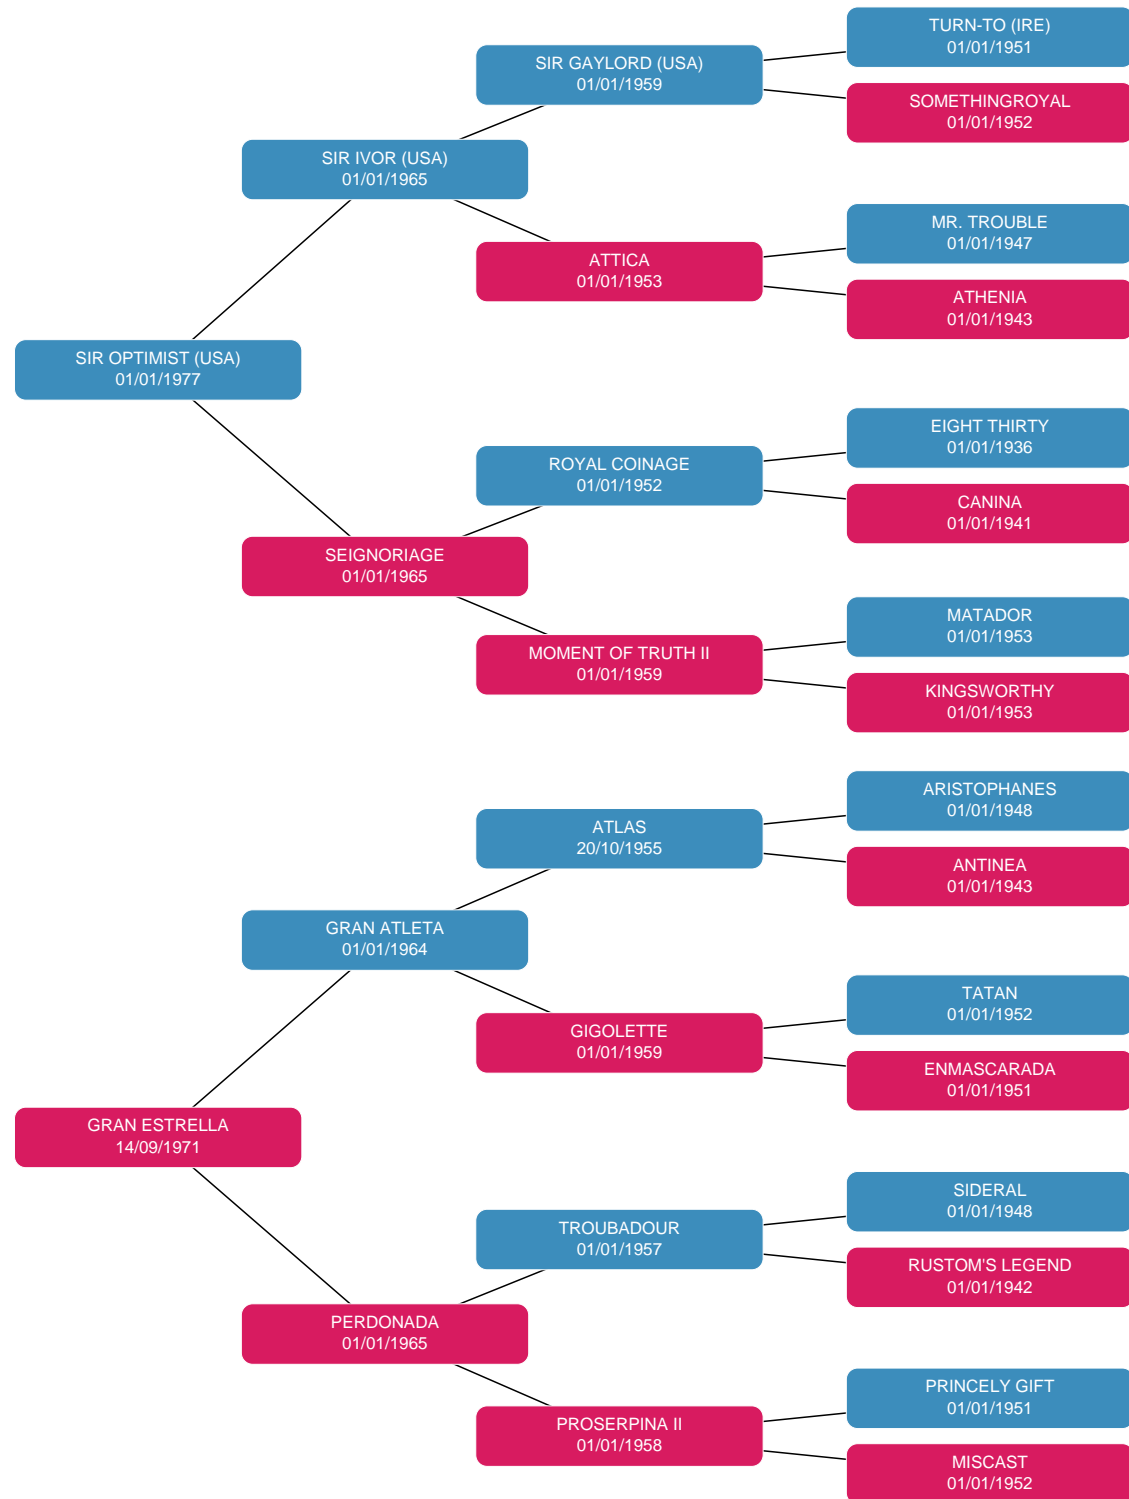 TURN-TO (IRE)
01/01/1951
SIR GAYLORD (USA)
01/01/1959
SOMETHINGROYAL
01/01/1952
SIR IVOR (USA)
01/01/1965
MR. TROUBLE
01/01/1947
ATTICA
01/01/1953
ATHENIA
01/01/1943
SIR OPTIMIST (USA)
01/01/1977
EIGHT THIRTY
01/01/1936
ROYAL COINAGE
01/01/1952
CANINA
01/01/1941
SEIGNORIAGE
01/01/1965
MATADOR
01/01/1953
MOMENT OF TRUTH II
01/01/1959
KINGSWORTHY
01/01/1953
ARISTOPHANES
01/01/1948
ATLAS
20/10/1955
ANTINEA
01/01/1943
GRAN ATLETA
01/01/1964
TATAN
01/01/1952
GIGOLETTE
01/01/1959
ENMASCARADA
01/01/1951
GRAN ESTRELLA
14/09/1971
SIDERAL
01/01/1948
TROUBADOUR
01/01/1957
RUSTOM'S LEGEND
01/01/1942
PERDONADA
01/01/1965
PRINCELY GIFT
01/01/1951
PROSERPINA II
01/01/1958
MISCAST
01/01/1952